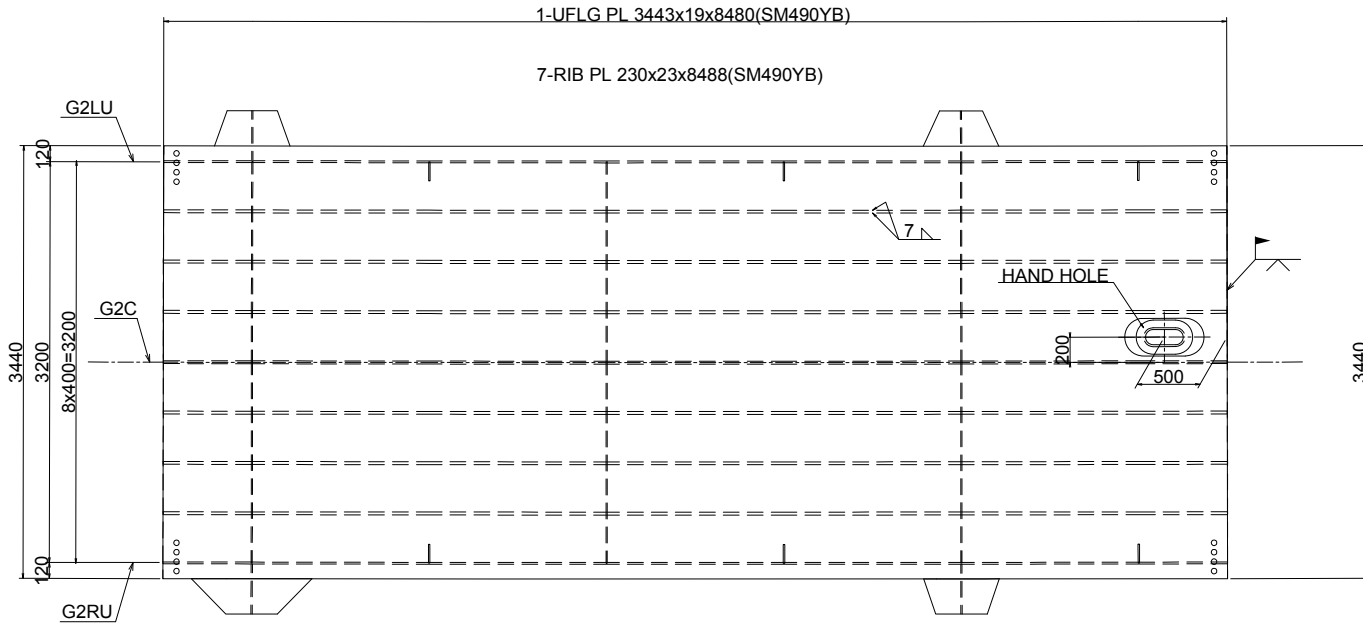 1-UFLG PL 3443x19x8480(SM490YB)
7-RIB PL 230x23x8488(SM490YB)
G2LU
120
7
HAND HOLE
G2C
200
500
3440
3200
8x400=3200
3440
120
G2RU